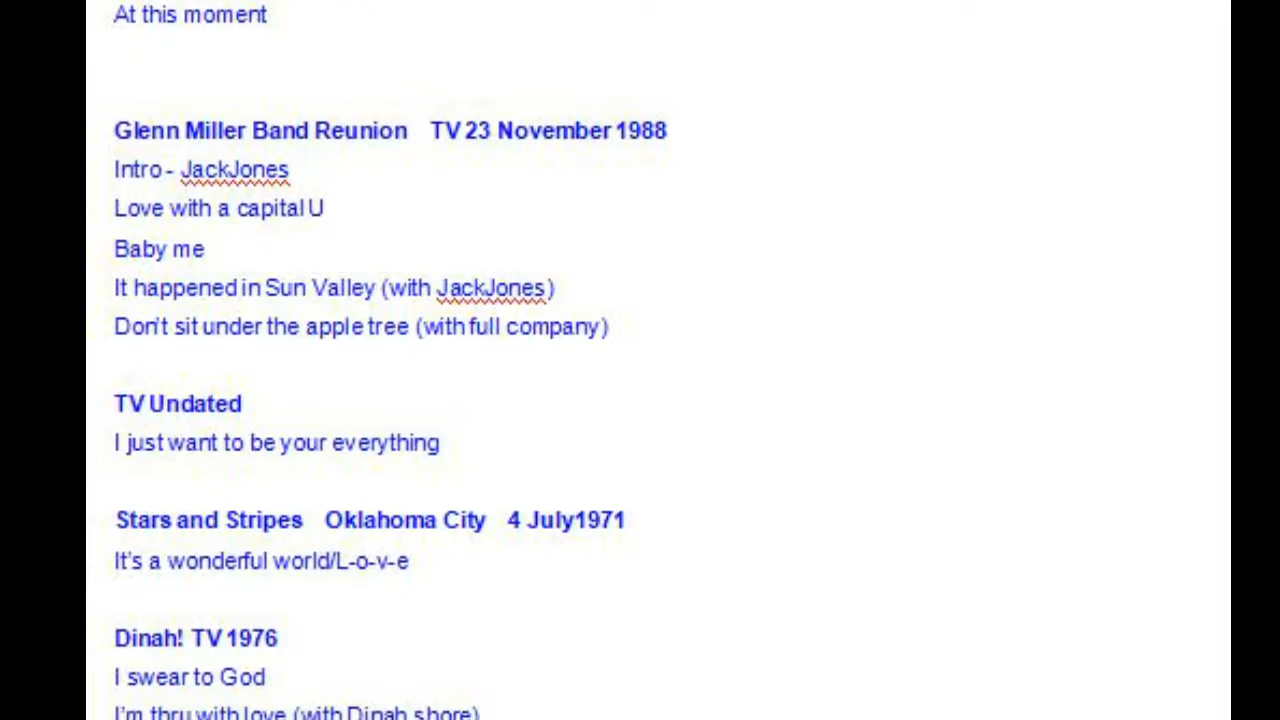 At this moment
Glenn Miller Band Reunion TV 23 November 1988
Intro - JackJones
Love with a capital U
Baby me
It happened in Sun Valley (with JackJones)
Don't sit under the apple tree (with full company)
TV Undated
I just want to be your everything
Stars and Stripes Oklahoma City 4 July1971
It's a wonderful world/L-o-v-e
Dinah! TV 1976
I swear to God
I'm thru with love (with Dinah shore)